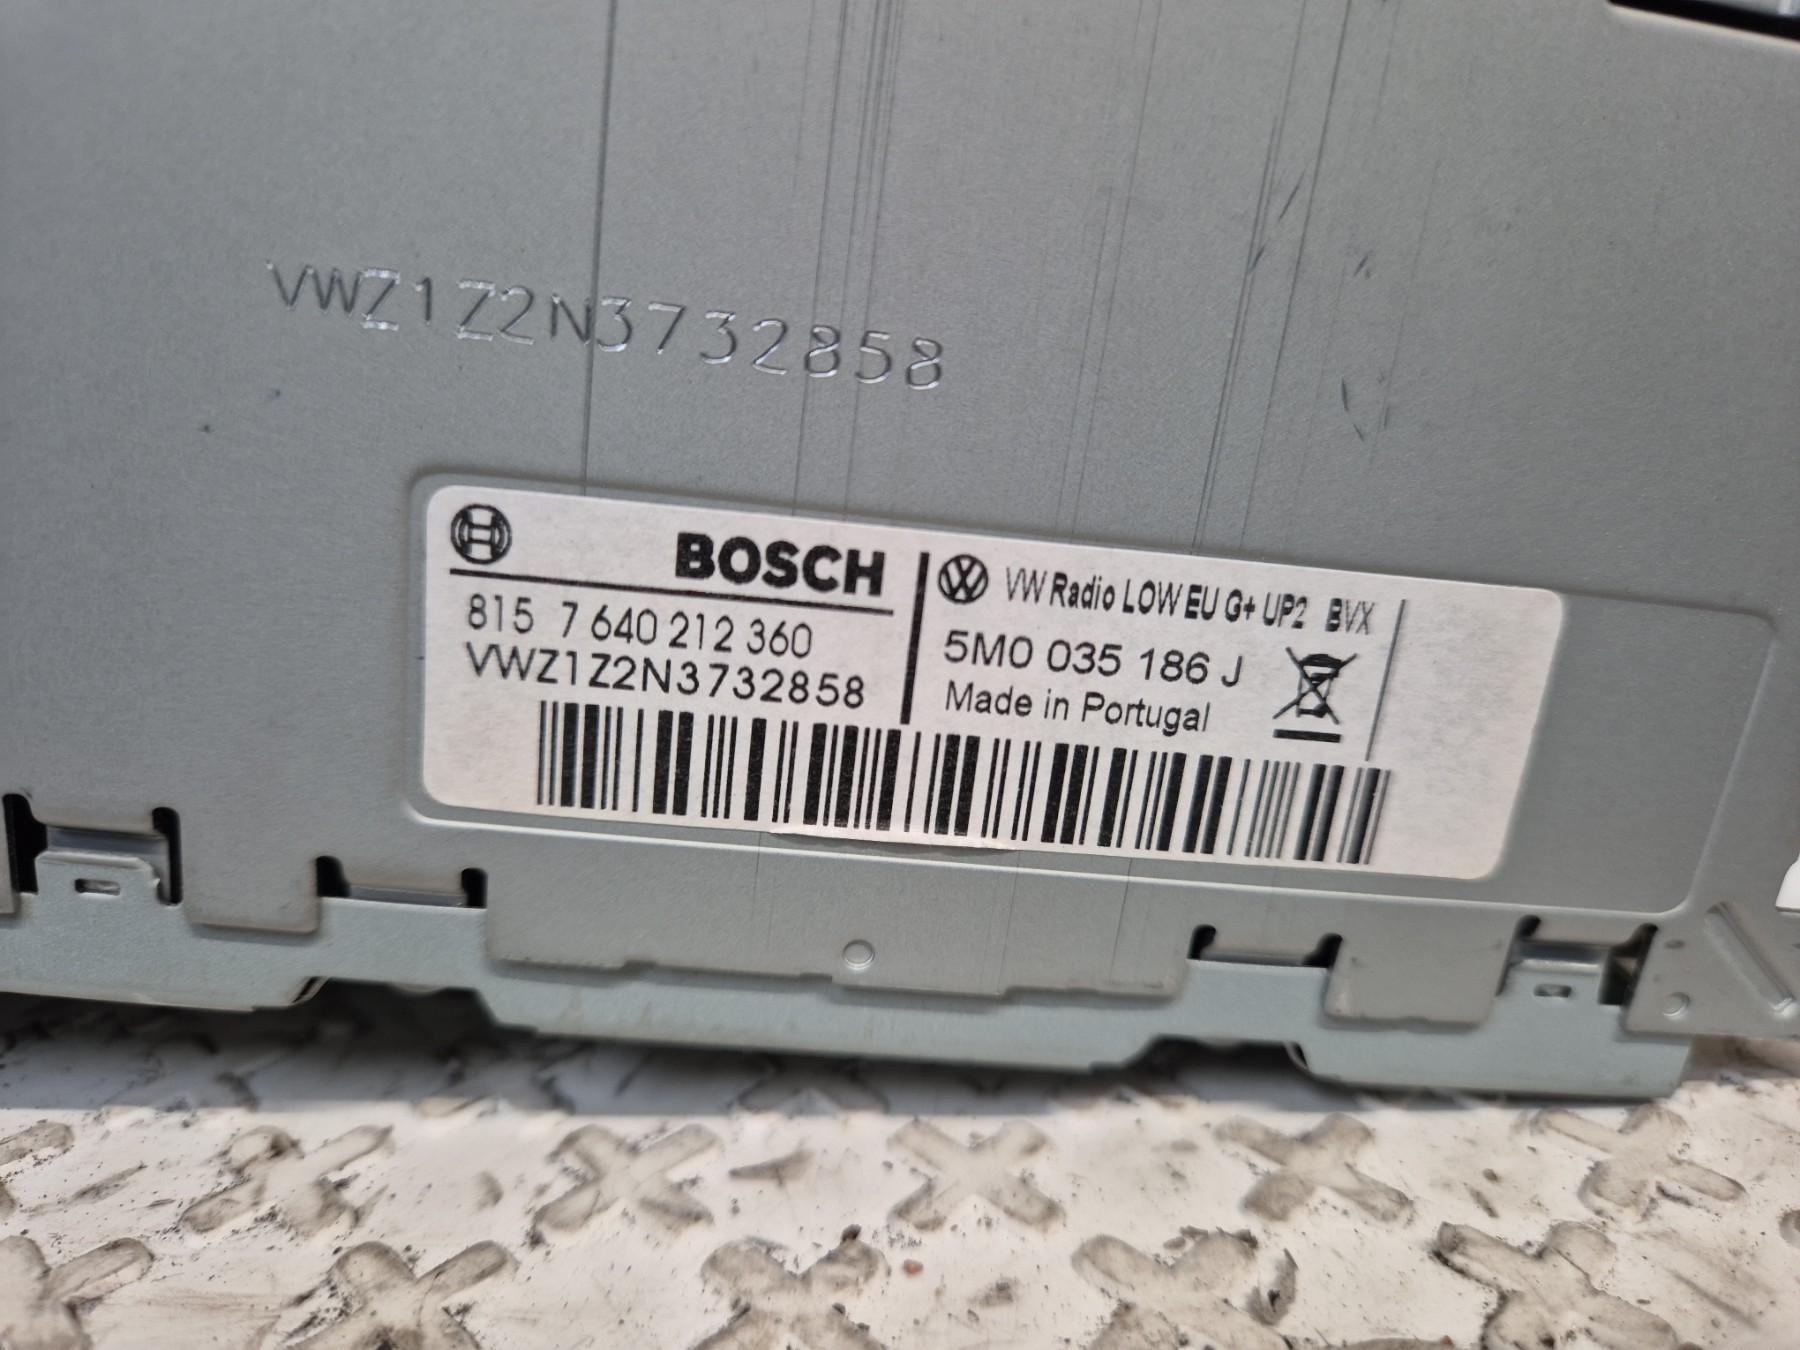 VWZ1Z2N3732858
BOSCH
815 7 640 212 360
VWZ1Z2N3732858
VW Radio LOW EU G+ UP2 BVX
5M0 035 186 J
Made in Portugal